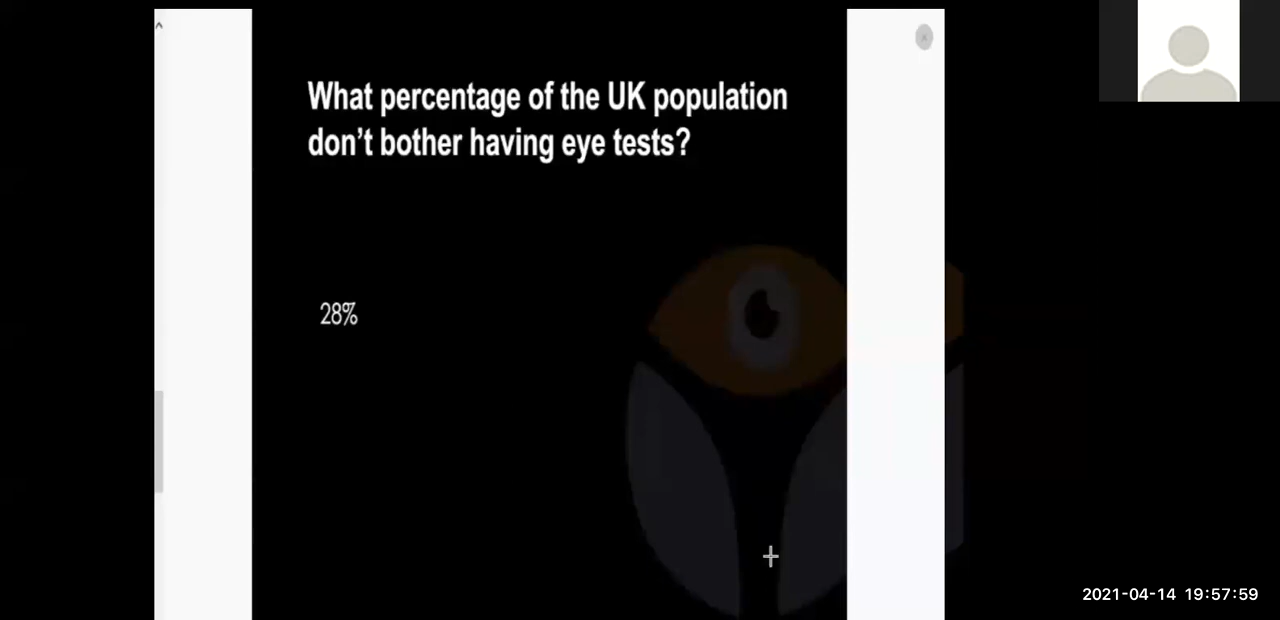 What percentage of the UK population
don’t bother having eye tests?
28%
2021-04-14 19:57:59